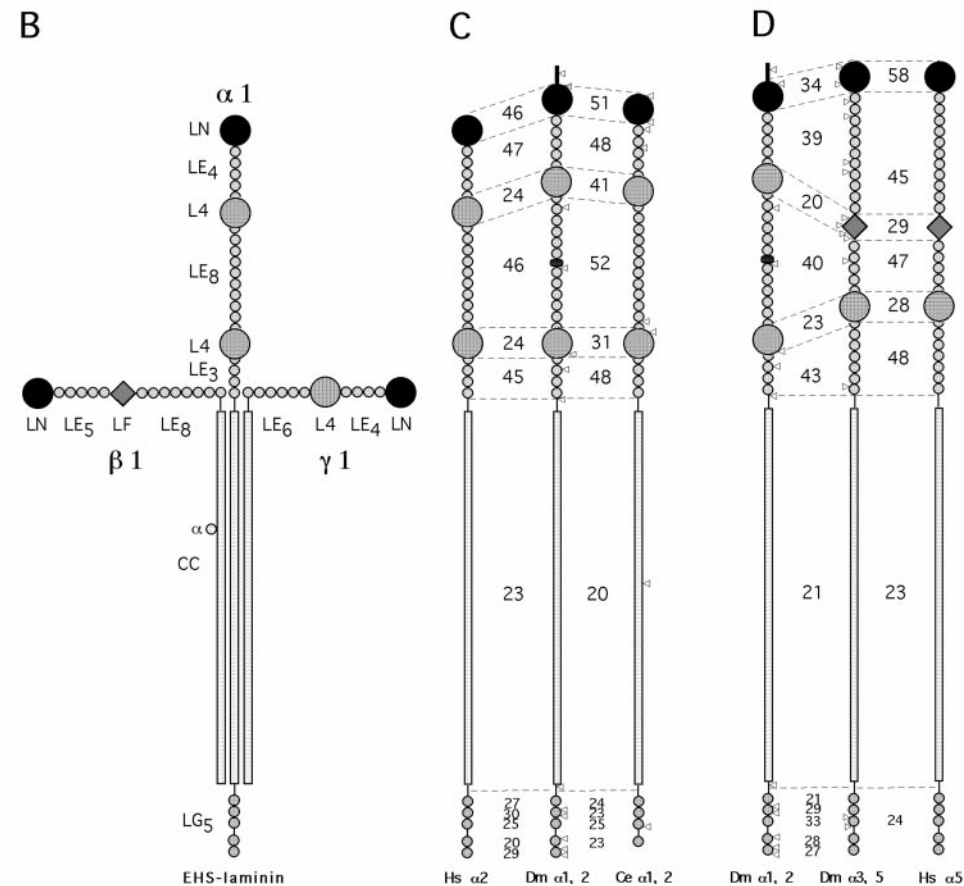 B
α 1
LN
LE4
L4
LE8
L4
LE3
LN LE5 LF LE8 LE6 L4 LE4 LN
β 1 γ 1
α
CC
LG5
EHS-laminin
C
46 51
47 48
24 41
46 52
24 31
45 48
23 20
27 24
30 23
25 25
20 23
29
Hs α2 Dm α1, 2 Ce α1, 2
D
34 58
39
45
20
29
40 47
23 28
43 48
21 23
21
29
33 24
28
27
Dm α1, 2 Dm α3, 5 Hs α5